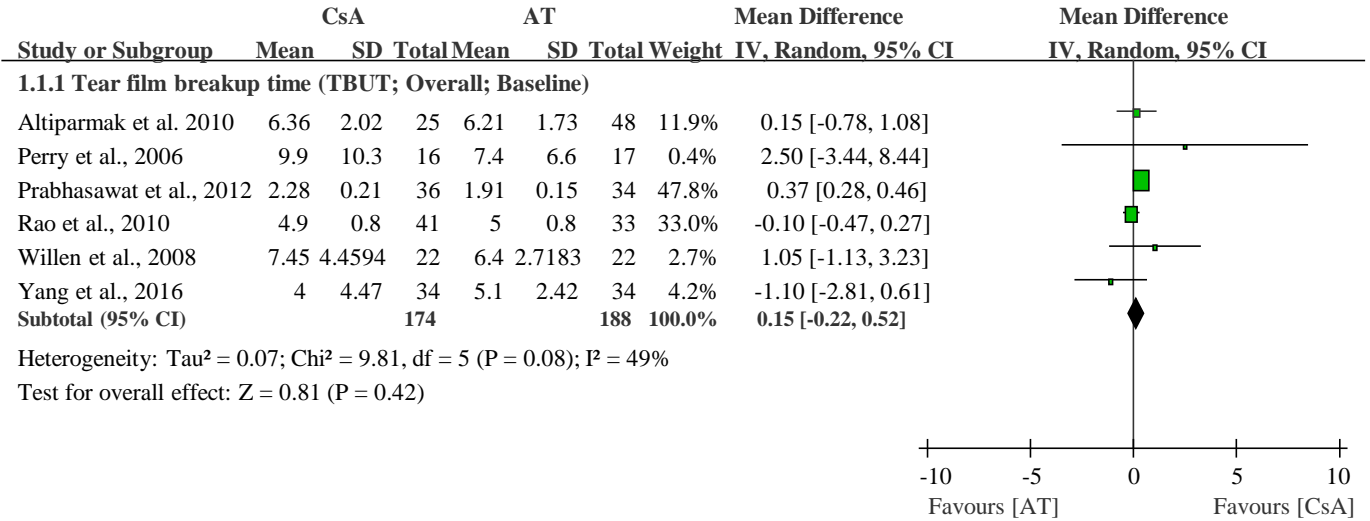 CsA AT Mean Difference Mean Difference
Study or Subgroup Mean SD Total Mean SD Total Weight IV, Random, 95% CI IV, Random, 95% CI
1.1.1 Tear film breakup time (TBUT; Overall; Baseline)
Altiparmak et al. 2010 6.36 2.02 25 6.21 1.73 48 11.9% 0.15 [-0.78, 1.08]
Perry et al., 2006 9.9 10.3 16 7.4 6.6 17 0.4% 2.50 [-3.44, 8.44]
Prabhasawat et al., 2012 2.28 0.21 36 1.91 0.15 34 47.8% 0.37 [0.28, 0.46]
Rao et al., 2010 4.9 0.8 41 5 0.8 33 33.0% -0.10 [-0.47, 0.27]
Willen et al., 2008 7.45 4.4594 22 6.4 2.7183 22 2.7% 1.05 [-1.13, 3.23]
Yang et al., 2016 4 4.47 34 5.1 2.42 34 4.2% -1.10 [-2.81, 0.61]
Subtotal (95% CI) 174 188 100.0% 0.15 [-0.22, 0.52]
Heterogeneity: Tau² = 0.07; Chi² = 9.81, df = 5 (P = 0.08); I² = 49%
Test for overall effect: Z = 0.81 (P = 0.42)
-10 -5 0 5 10
Favours [AT] Favours [CsA]